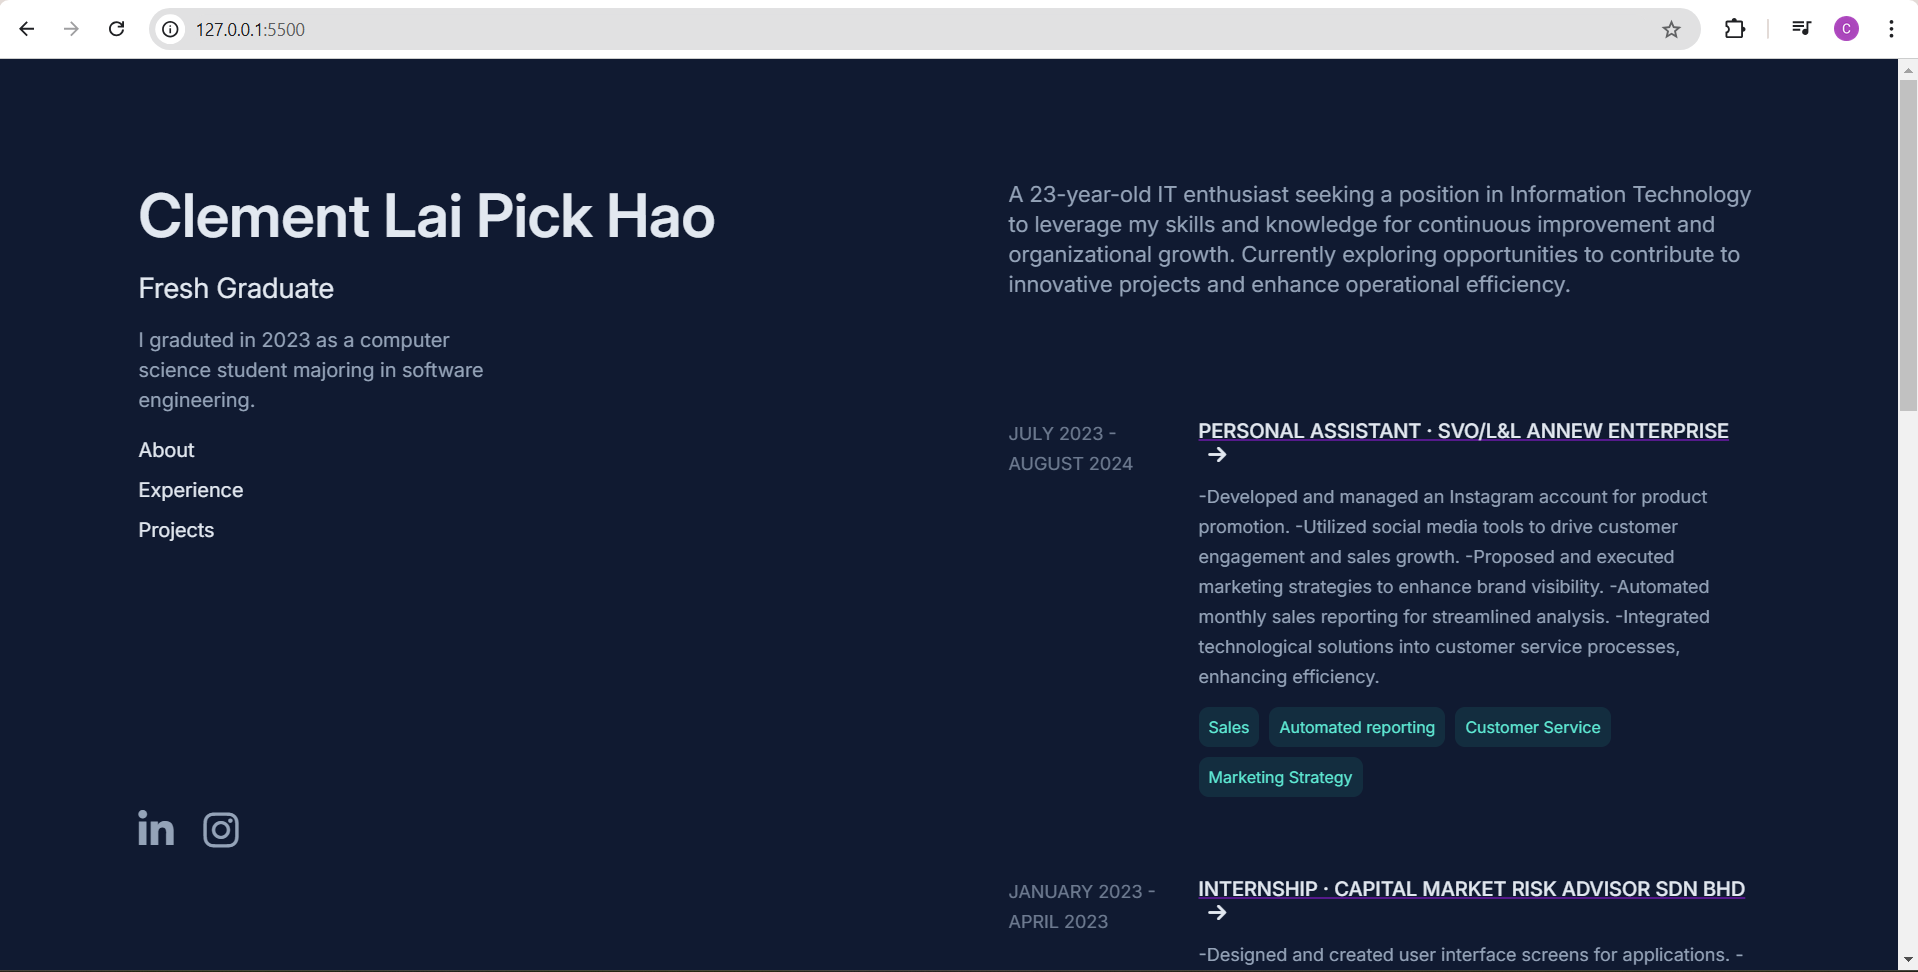 127.0.0.1:5500
C
Clement Lai Pick Hao
Fresh Graduate
I graduted in 2023 as a computer
science student majoring in software
engineering.
About
Experience
Projects
in
A 23-year-old IT enthusiast seeking a position in Information Technology
to leverage my skills and knowledge for continuous improvement and
organizational growth. Currently exploring opportunities to contribute to
innovative projects and enhance operational efficiency.
JULY 2023 -
AUGUST 2024
PERSONAL ASSISTANT · SVO/L&L ANNEW ENTERPRISE
-Developed and managed an Instagram account for product
promotion. -Utilized social media tools to drive customer
engagement and sales growth. -Proposed and executed
marketing strategies to enhance brand visibility. -Automated
monthly sales reporting for streamlined analysis. -Integrated
technological solutions into customer service processes,
enhancing efficiency.
Sales Automated reporting Customer Service
Marketing Strategy
JANUARY 2023 -
APRIL 2023
INTERNSHIP · CAPITAL MARKET RISK ADVISOR SDN BHD
-Designed and created user interface screens for applications. -